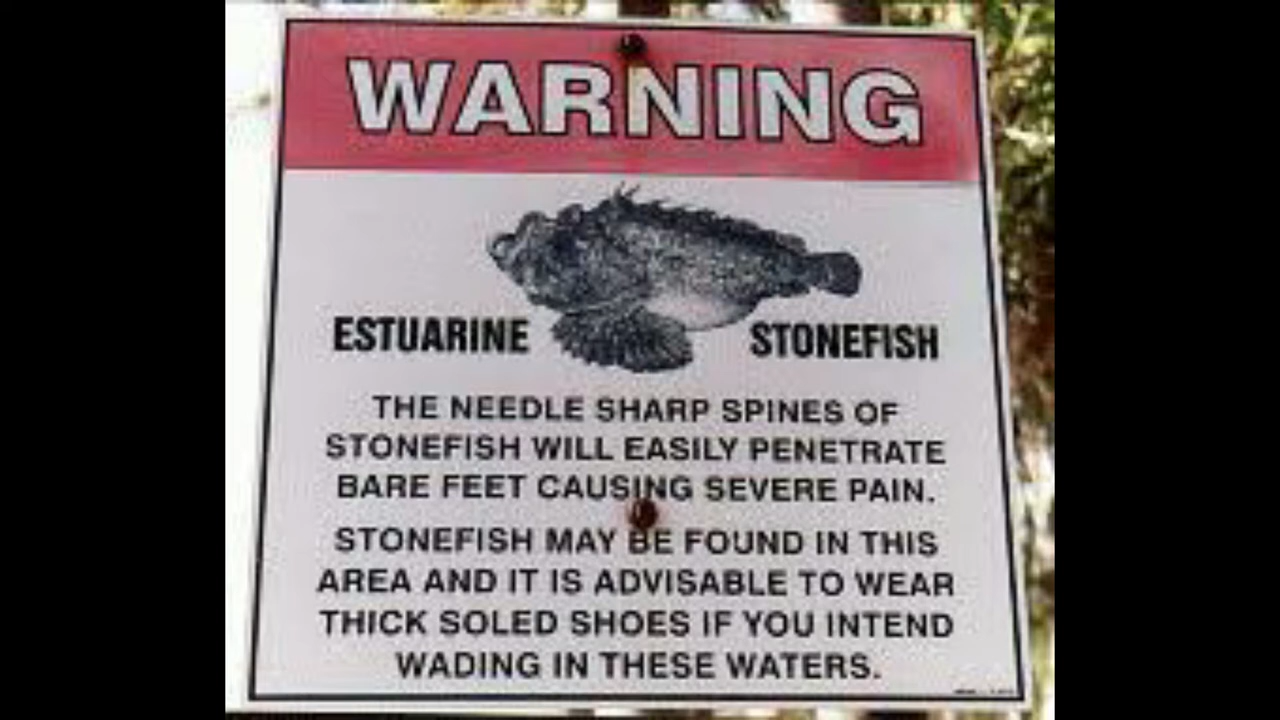 WARNING
ESTUARINE STONEFISH
THE NEEDLE SHARP SPINES OF
STONEFISH WILL EASILY PENETRATE
BARE FEET CAUSING SEVERE PAIN.
STONEFISH MAY BE FOUND IN THIS
AREA AND IT IS ADVISABLE TO WEAR
THICK SOLED SHOES IF YOU INTEND
WADING IN THESE WATERS.